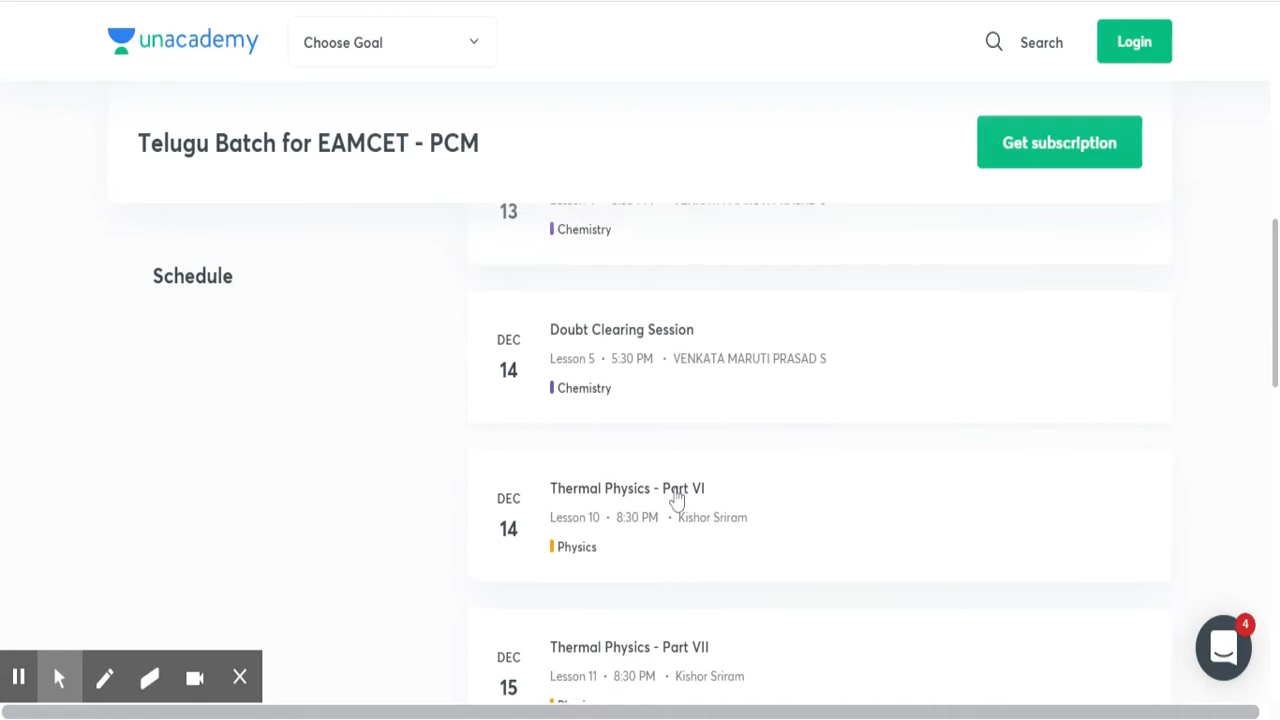 unacademy
Choose Goal
Search
Login
Telugu Batch for EAMCET - PCM
Get subscription
13
Chemistry
Schedule
DEC
14
Doubt Clearing Session
Lesson 5 • 5:30 PM • VENKATA MARUTI PRASAD S
Chemistry
DEC
14
Thermal Physics - Part VI
Lesson 10 • 8:30 PM • Kishor Sriram
Physics
4
DEC
15
Thermal Physics - Part VII
Lesson 11 • 8:30 PM • Kishor Sriram